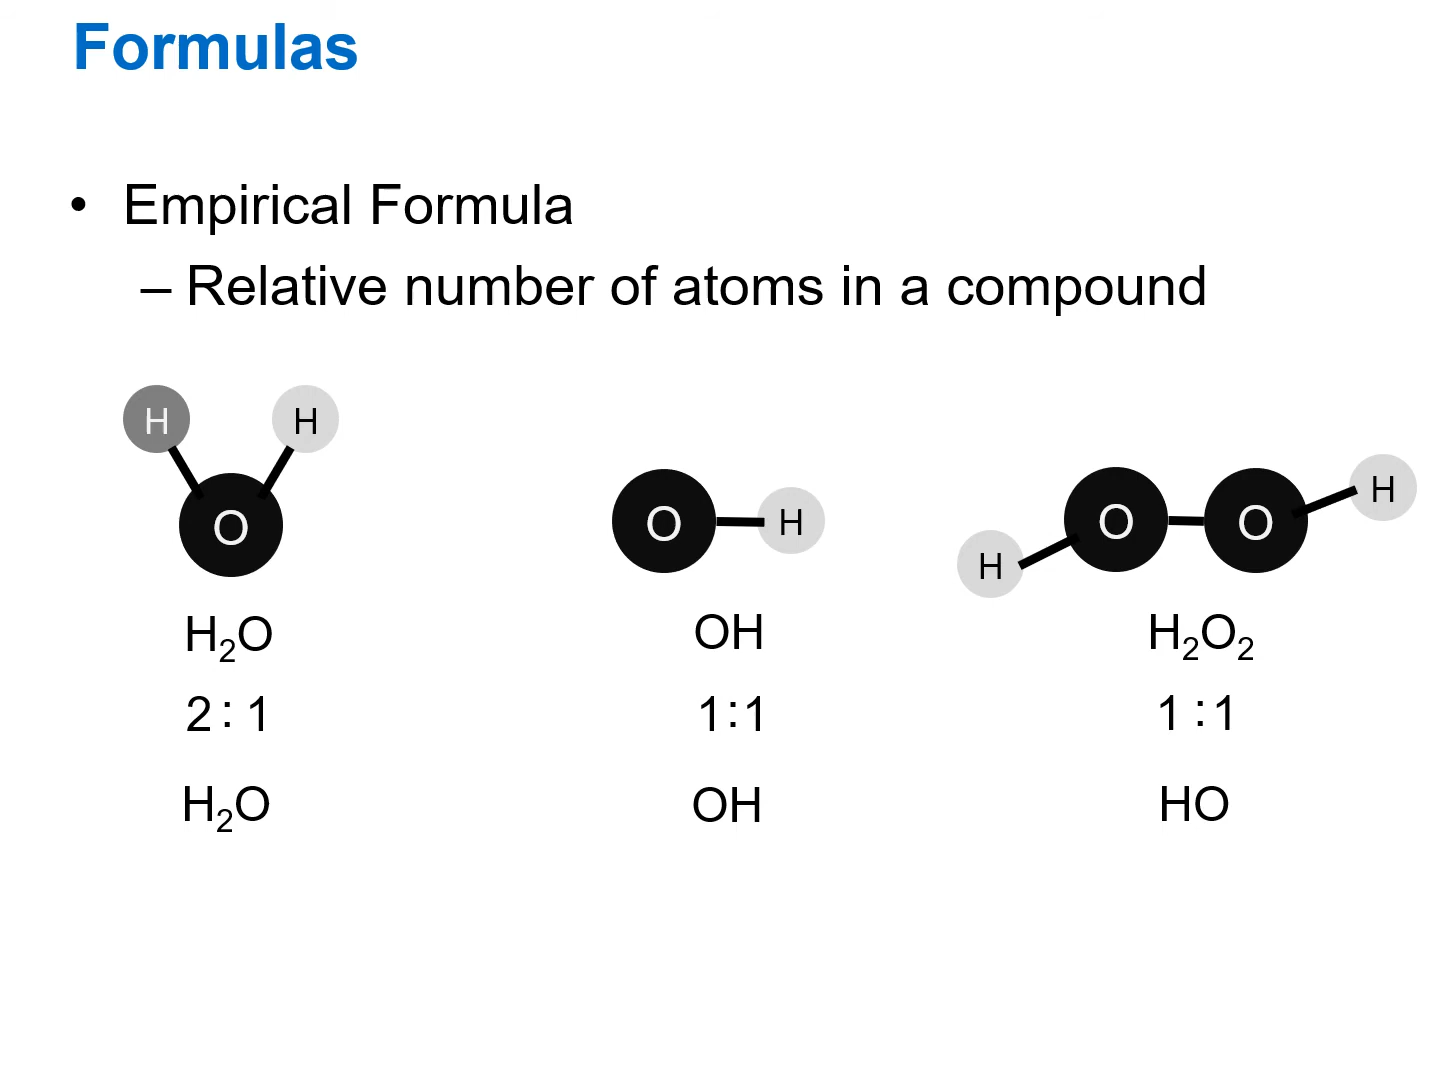 Formulas
• Empirical Formula
– Relative number of atoms in a compound
H H H
O O H O O H
H₂O OH H₂O₂
2 : 1 1:1 1 :1
H₂O OH HO